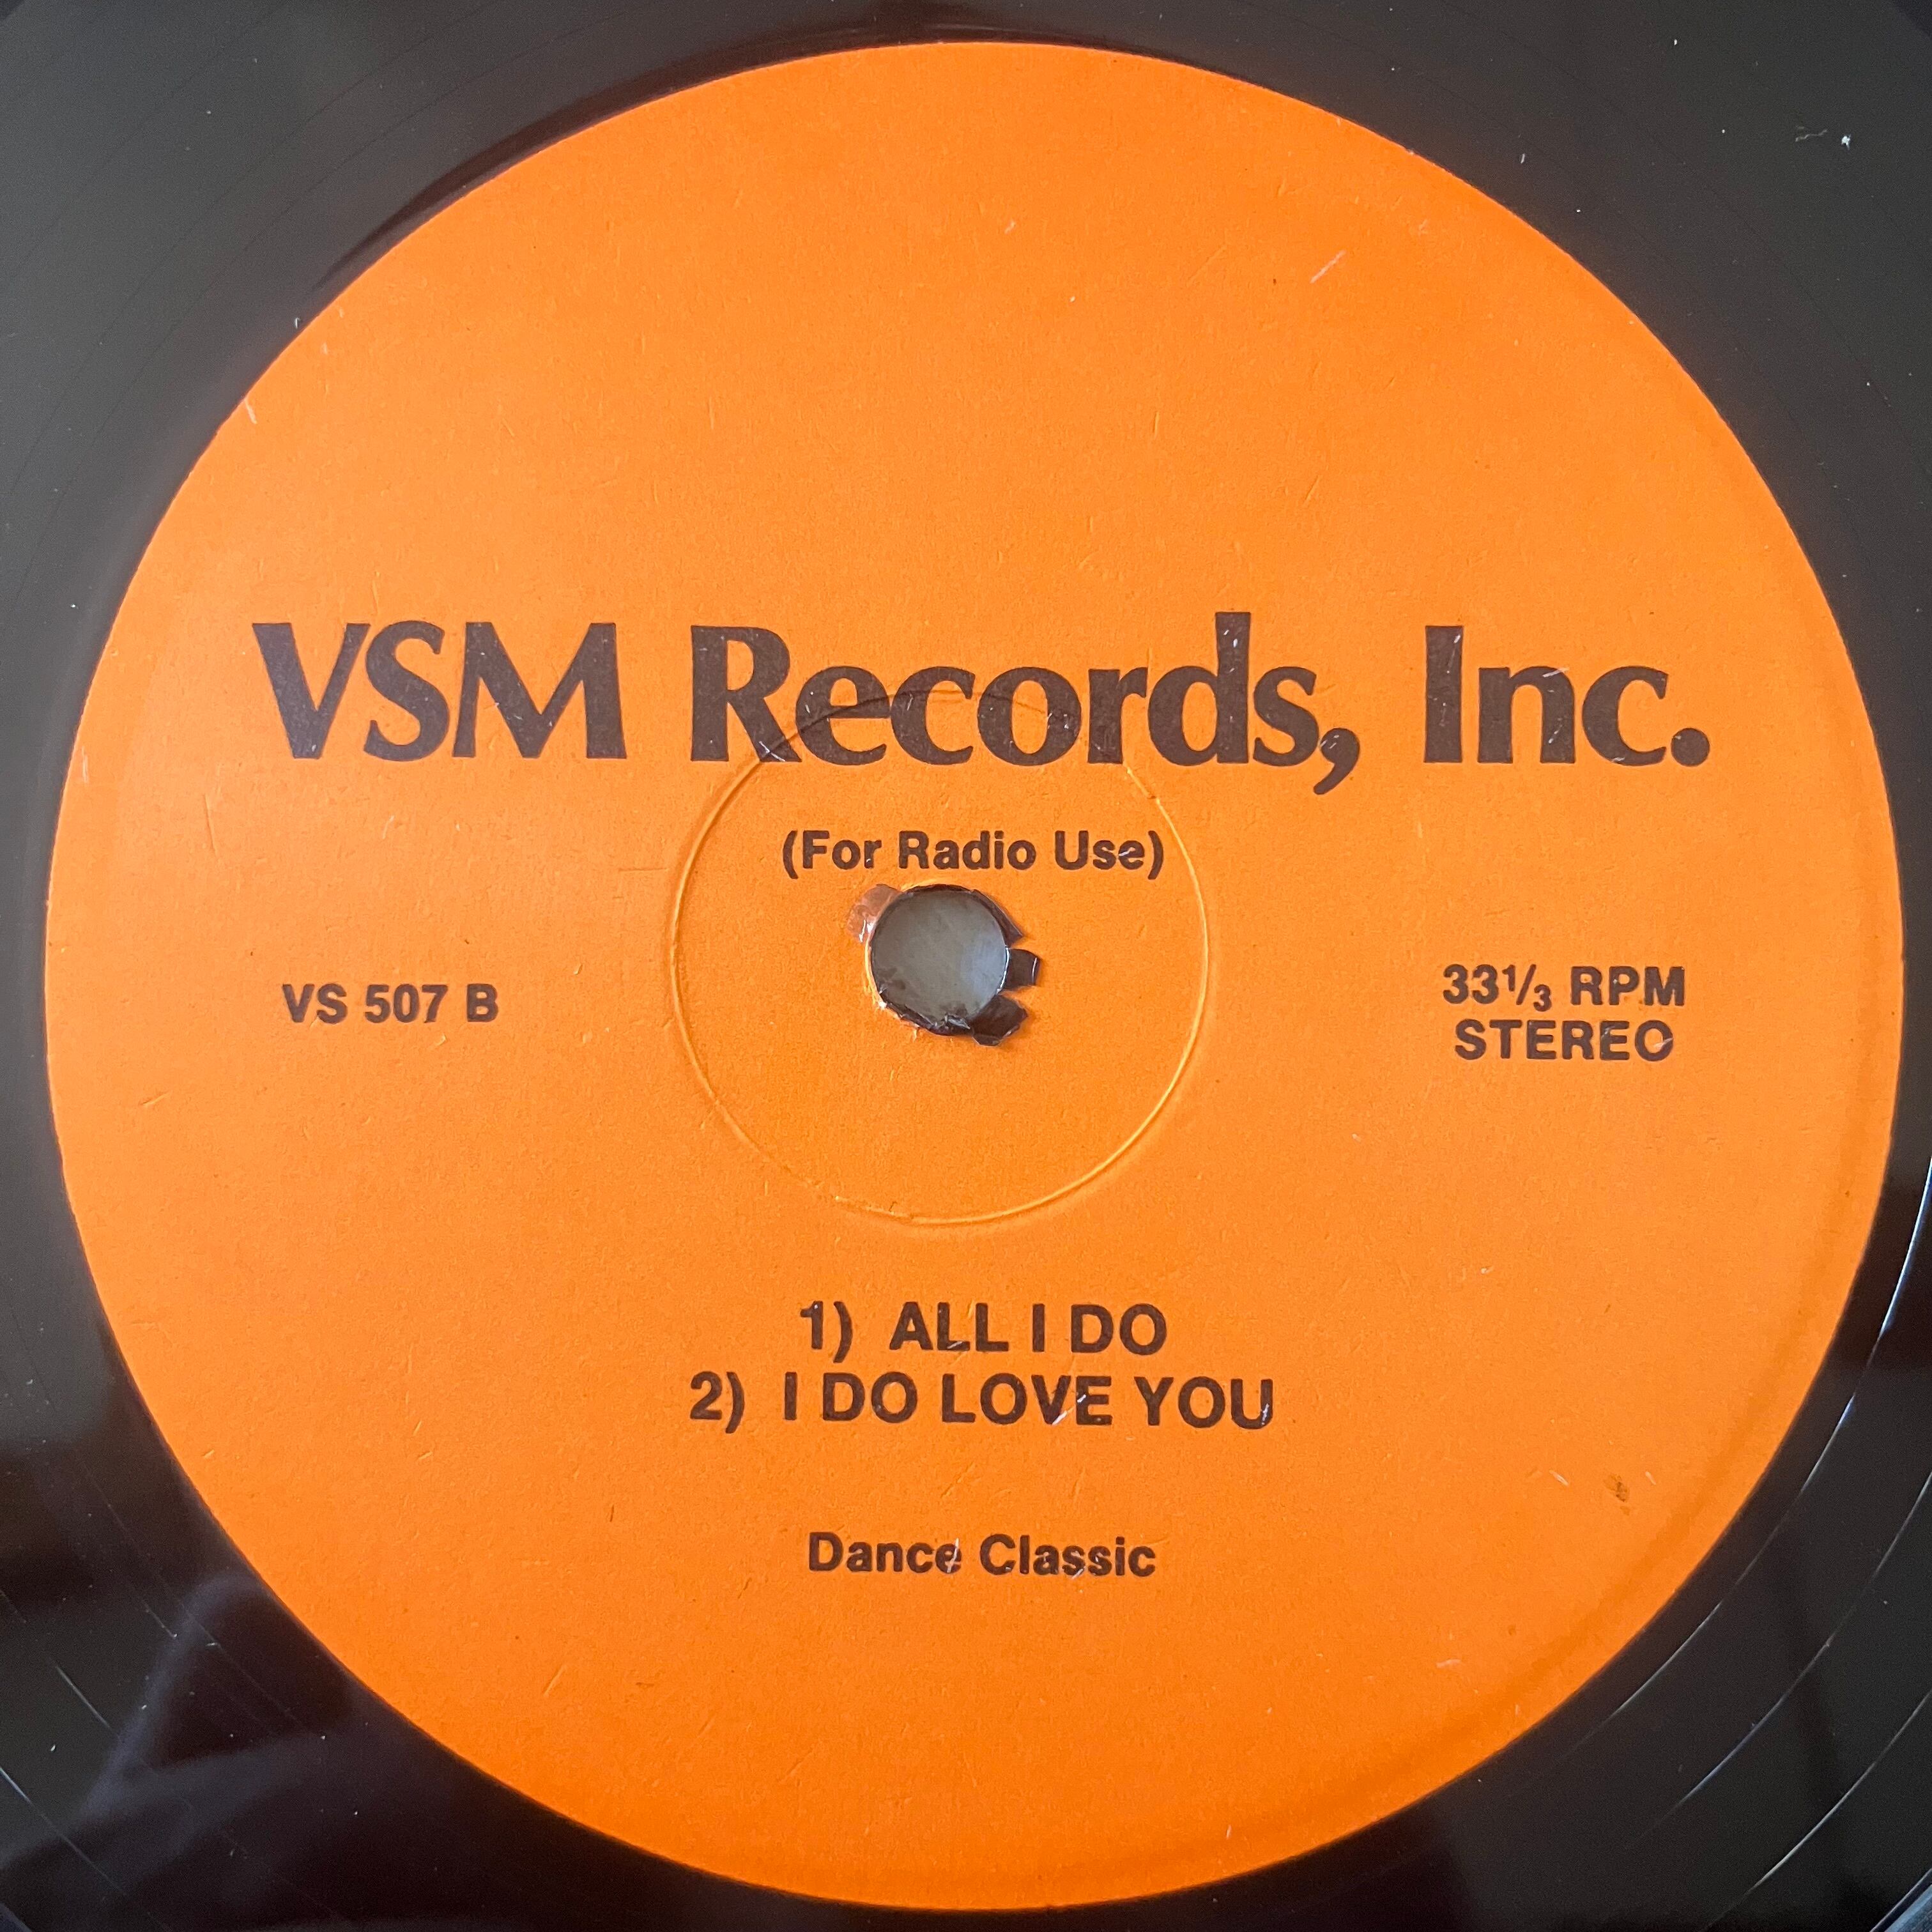 VSM Records, Inc.
(For Radio Use)
VS 507 B
33⅓ RPM
STEREO
1) ALL I DO
2) I DO LOVE YOU
Dance Classic